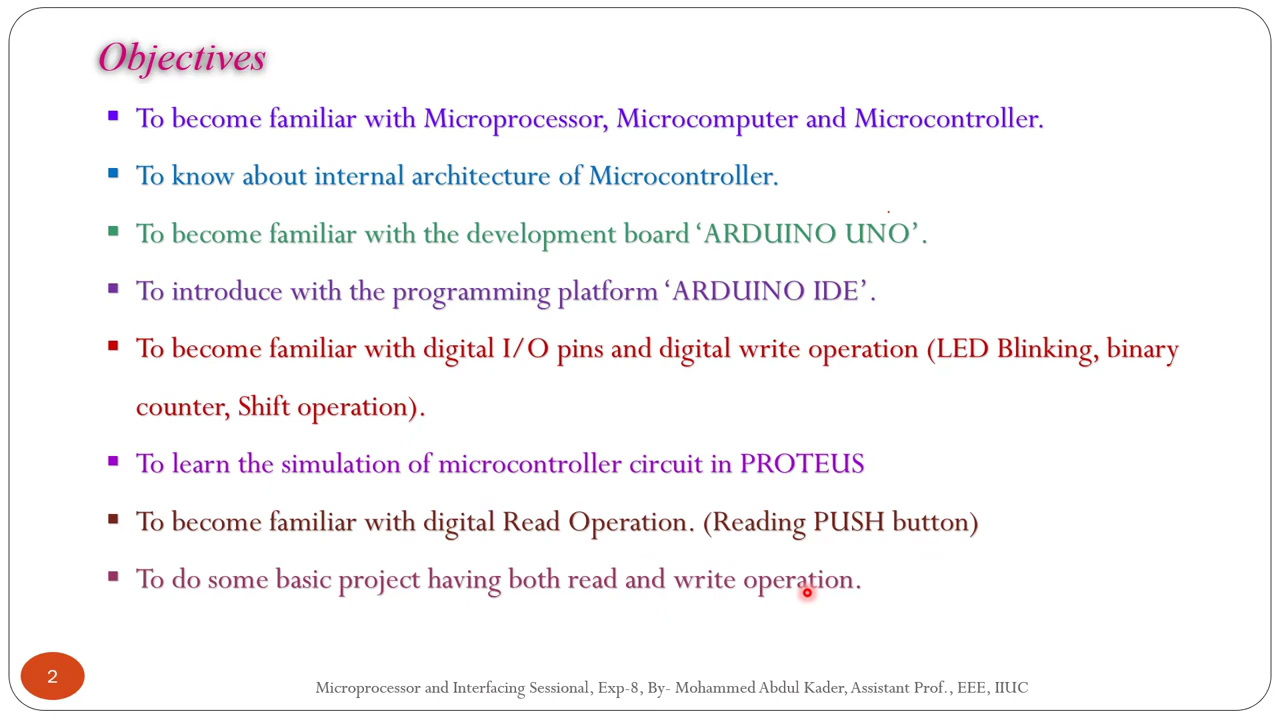 Objectives
▪ To become familiar with Microprocessor, Microcomputer and Microcontroller.
▪ To know about internal architecture of Microcontroller.
▪ To become familiar with the development board ‘ARDUINO UNO’.
▪ To introduce with the programming platform ‘ARDUINO IDE’.
▪ To become familiar with digital I/O pins and digital write operation (LED Blinking, binary
counter, Shift operation).
▪ To learn the simulation of microcontroller circuit in PROTEUS
▪ To become familiar with digital Read Operation. (Reading PUSH button)
▪ To do some basic project having both read and write operation.
2
Microprocessor and Interfacing Sessional, Exp-8, By- Mohammed Abdul Kader, Assistant Prof., EEE, IIUC